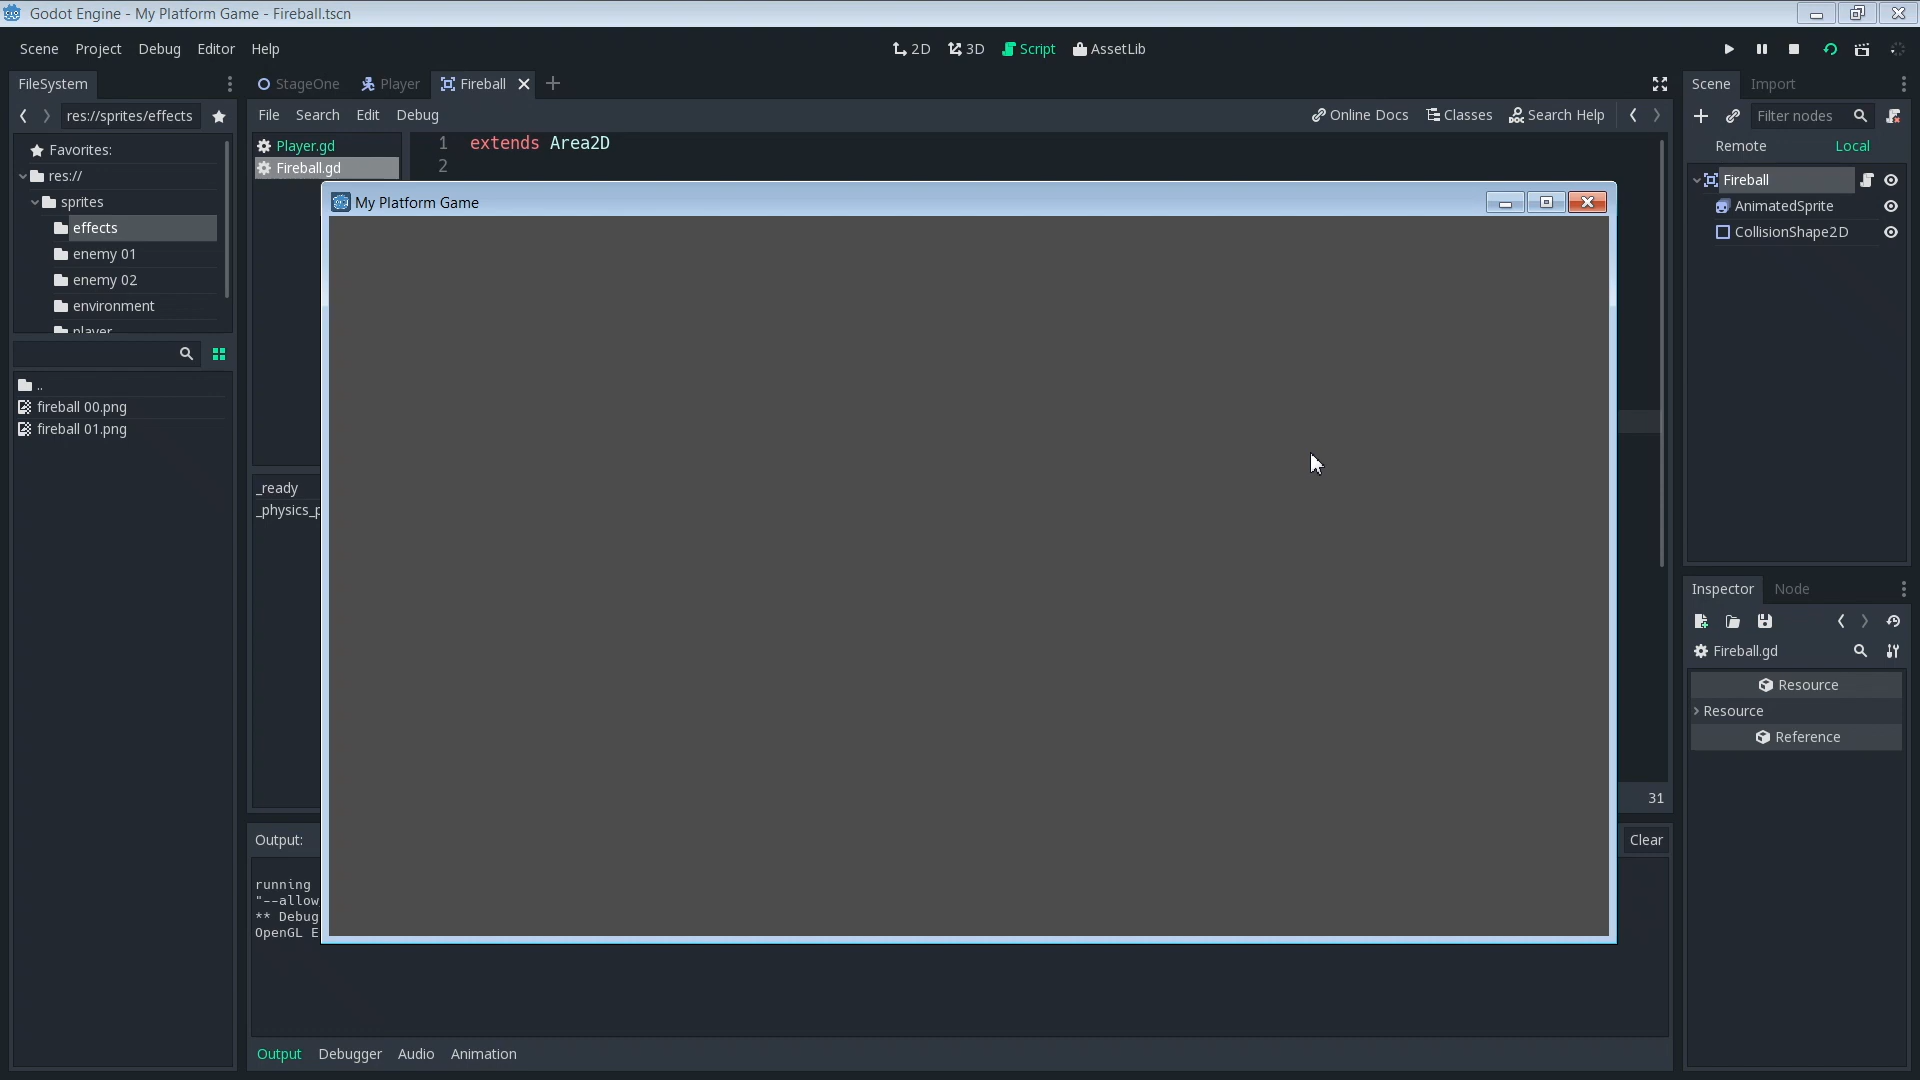 Godot Engine - My Platform Game - Fireball.tscn
Scene Project Debug Editor Help
2D 3D Script AssetLib
FileSystem
StageOne Player Fireball
Scene Import
res://sprites/effects
File Search Edit Debug
Online Docs Classes Search Help
Filter nodes
Favorites:
res://
sprites
effects
enemy 01
enemy 02
environment
player
..
fireball 00.png
fireball 01.png
Player.gd
Fireball.gd
1 extends Area2D
2
_ready
_physics_p
My Platform Game
31
Output:
Clear
running
"--allow
** Debug
OpenGL E
Output Debugger Audio Animation
Remote Local
Fireball
AnimatedSprite
CollisionShape2D
Inspector Node
Fireball.gd
Resource
Resource
Reference